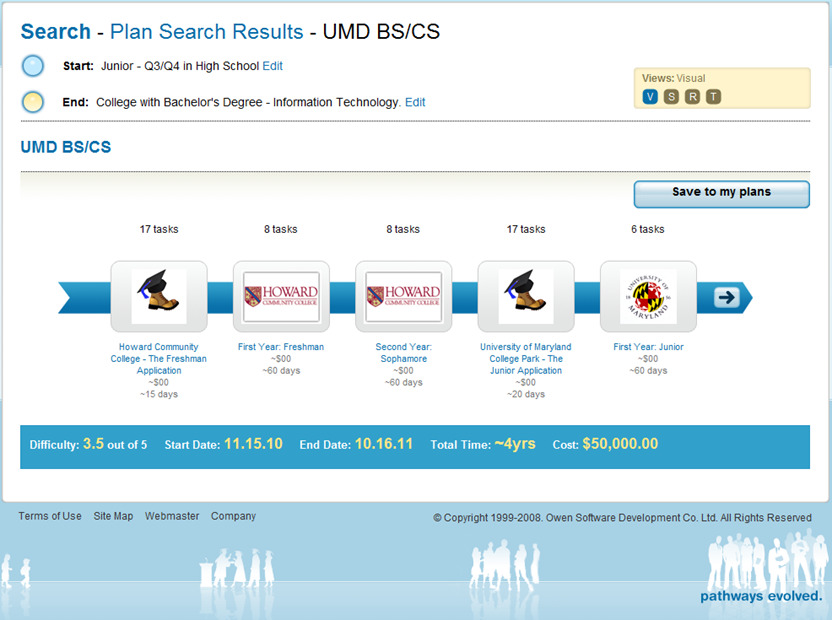 Search - Plan Search Results - UMD BS/CS
Start: Junior - Q3/Q4 in High School Edit
End: College with Bachelor's Degree - Information Technology. Edit
Views: Visual
V S R T
UMD BS/CS
Save to my plans
17 tasks
8 tasks
8 tasks
17 tasks
6 tasks
HOWARD
COMMUNITY COLLEGE
HOWARD
COMMUNITY COLLEGE
UNIVERSITY OF
18 56
MARYLAND
Howard Community
College - The Freshman
Application
~$00
~15 days
First Year: Freshman
~$00
~60 days
Second Year:
Sophamore
~$00
~60 days
University of Maryland
College Park - The
Junior Application
~$00
~20 days
First Year: Junior
~$00
~60 days
Difficulty: 3.5 out of 5 Start Date: 11.15.10 End Date: 10.16.11 Total Time: ~4yrs Cost: $50,000.00
Terms of Use Site Map Webmaster Company
© Copyright 1999-2008. Owen Software Development Co. Ltd. All Rights Reserved
pathways evolved.